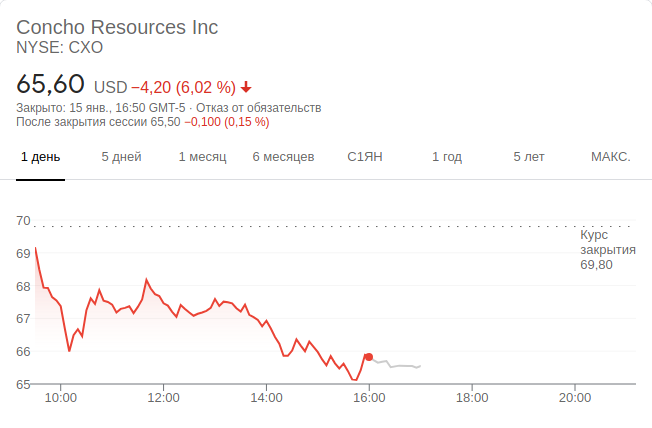 Concho Resources Inc
NYSE: CXO
65,60 USD −4,20 (6,02 %)
Закрыто: 15 янв., 16:50 GMT-5 · Отказ от обязательств
После закрытия сессии 65,50 −0,100 (0,15 %)
1 день 5 дней 1 месяц 6 месяцев С1ЯН 1 год 5 лет МАКС.
70
Курс
закрытия
69,80
69
68
67
66
65
10:00 12:00 14:00 16:00 18:00 20:00